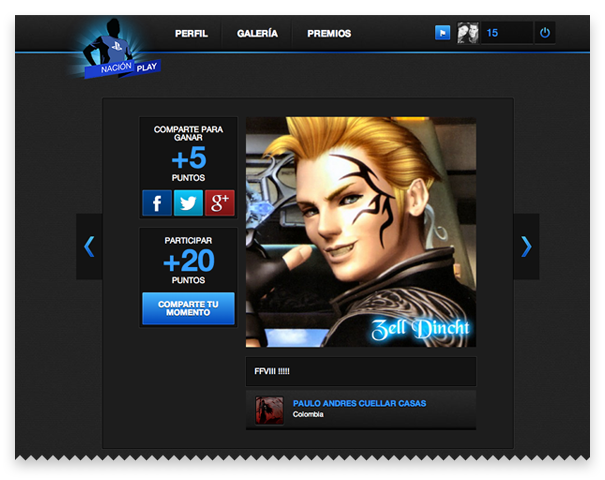 PERFIL
GALERÍA
PREMIOS
15
NACIÓN PLAY
COMPARTE PARA
GANAR
+5
PUNTOS
f
g+
PARTICIPAR
+20
PUNTOS
COMPARTE TU
MOMENTO
Zell Dincht
FFVIII !!!!!
PAULO ANDRES CUELLAR CASAS
Colombia